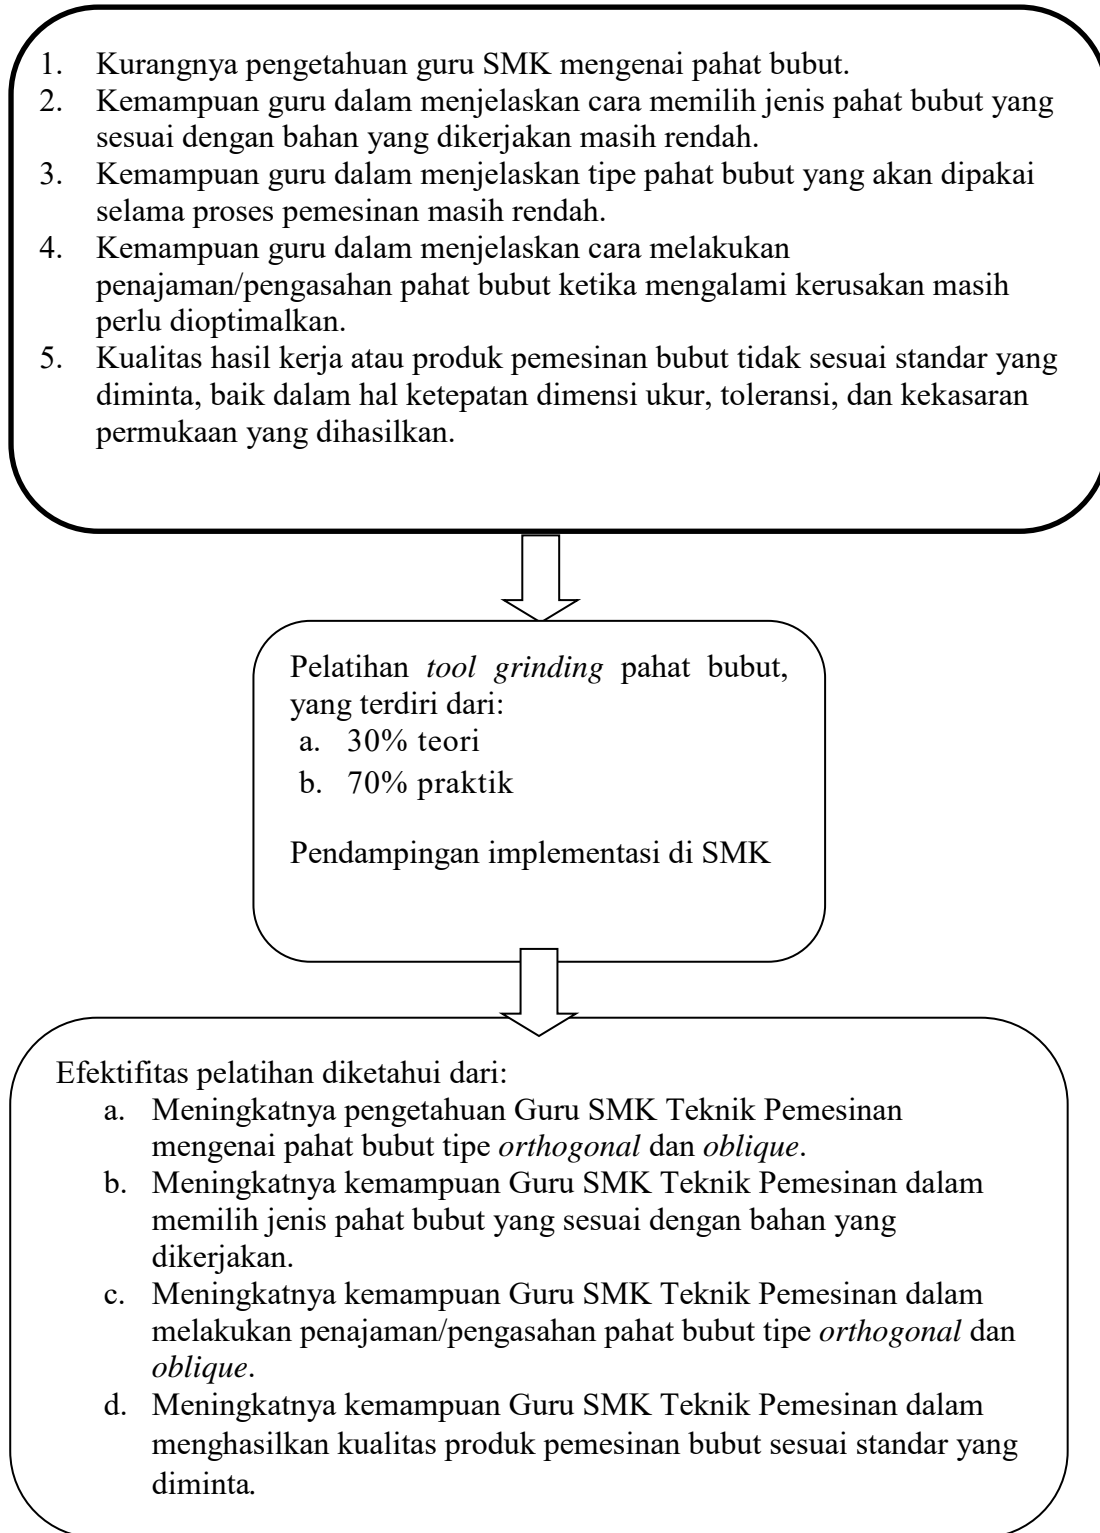 1. Kurangnya pengetahuan guru SMK mengenai pahat bubut.
2. Kemampuan guru dalam menjelaskan cara memilih jenis pahat bubut yang
sesuai dengan bahan yang dikerjakan masih rendah.
3. Kemampuan guru dalam menjelaskan tipe pahat bubut yang akan dipakai
selama proses pemesinan masih rendah.
4. Kemampuan guru dalam menjelaskan cara melakukan
penajaman/pengasahan pahat bubut ketika mengalami kerusakan masih
perlu dioptimalkan.
5. Kualitas hasil kerja atau produk pemesinan bubut tidak sesuai standar yang
diminta, baik dalam hal ketepatan dimensi ukur, toleransi, dan kekasaran
permukaan yang dihasilkan.
Pelatihan tool grinding pahat bubut,
yang terdiri dari:
a. 30% teori
b. 70% praktik
Pendampingan implementasi di SMK
Efektifitas pelatihan diketahui dari:
a. Meningkatnya pengetahuan Guru SMK Teknik Pemesinan
mengenai pahat bubut tipe orthogonal dan oblique.
b. Meningkatnya kemampuan Guru SMK Teknik Pemesinan dalam
memilih jenis pahat bubut yang sesuai dengan bahan yang
dikerjakan.
c. Meningkatnya kemampuan Guru SMK Teknik Pemesinan dalam
melakukan penajaman/pengasahan pahat bubut tipe orthogonal dan
oblique.
d. Meningkatnya kemampuan Guru SMK Teknik Pemesinan dalam
menghasilkan kualitas produk pemesinan bubut sesuai standar yang
diminta.